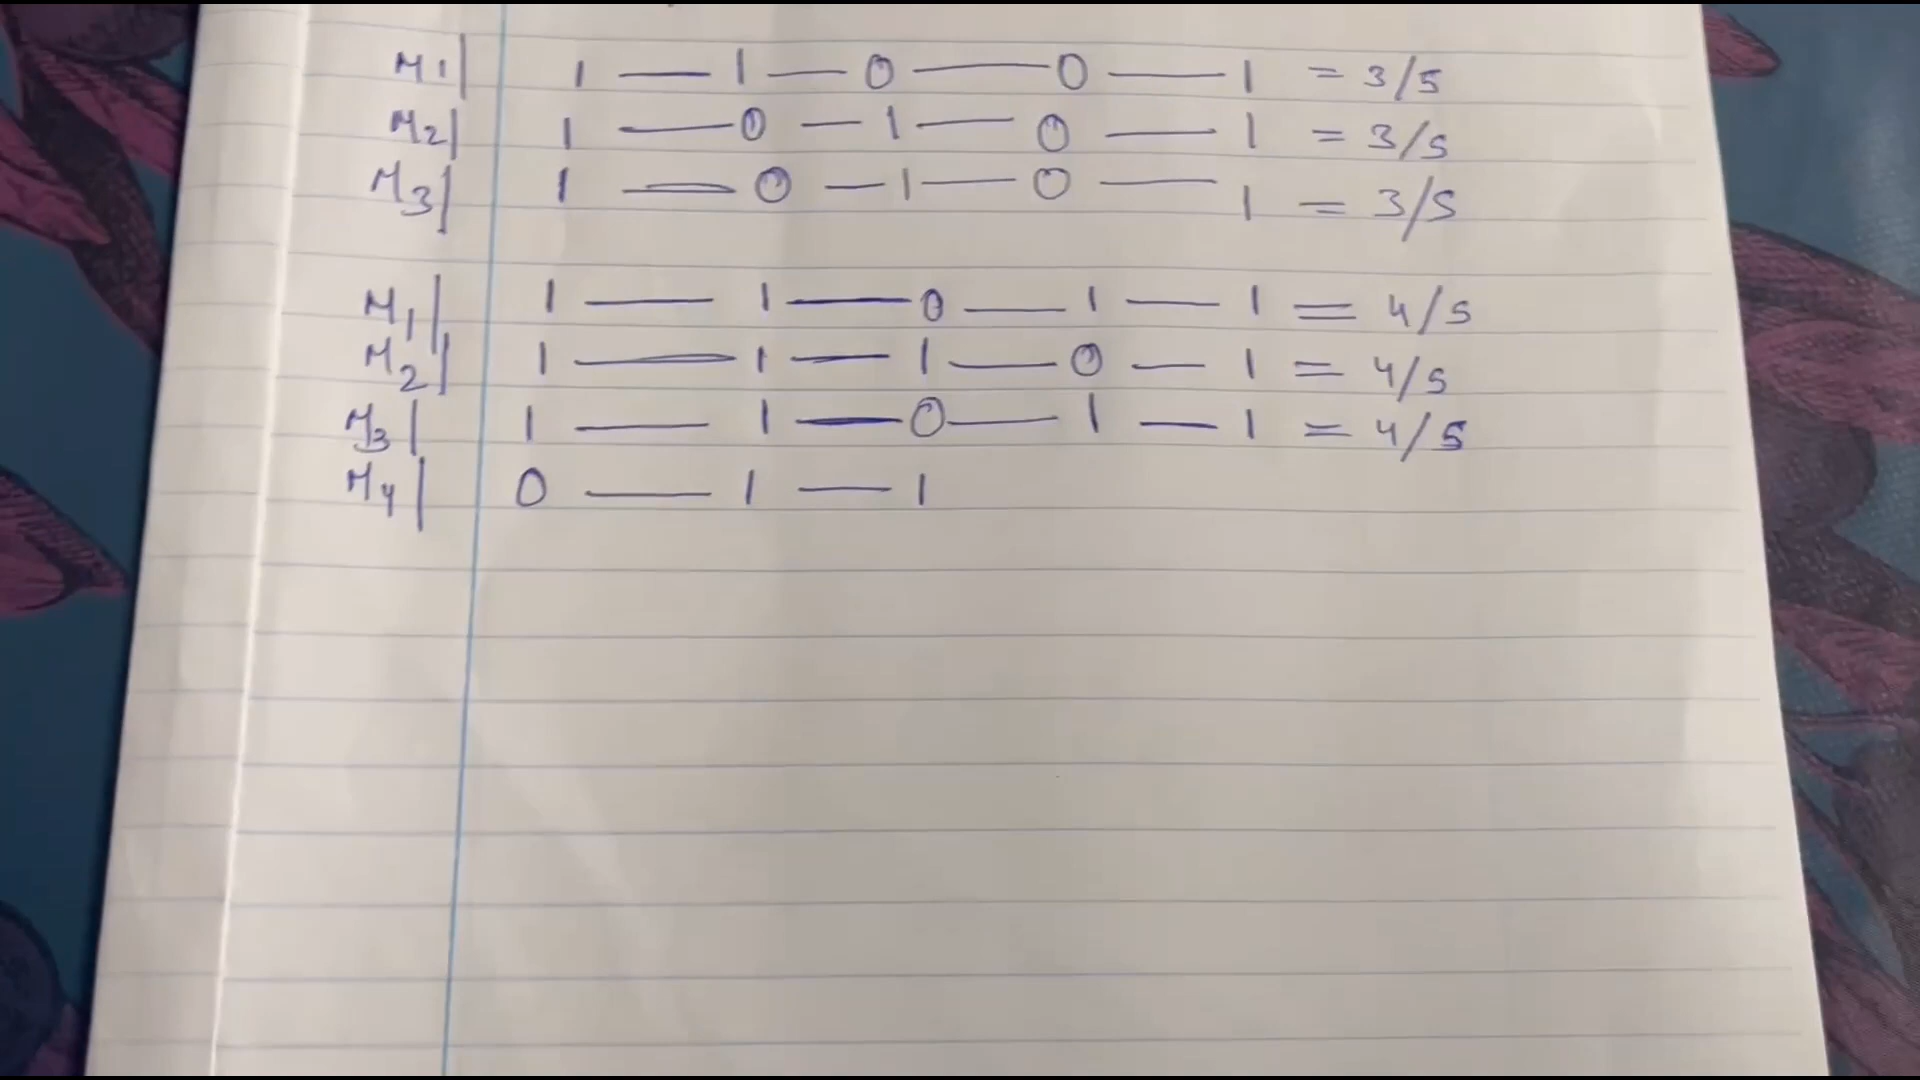 M1| 1 — 1 — 0 — 0 — 1 = 3/5
M2| 1 — 0 — 1 — 0 — 1 = 3/5
M3| 1 — 0 — 1 — 0 — 1 = 3/5
M1| 1 — 1 — 0 — 1 — 1 = 4/5
M2| 1 — 1 — 1 — 0 — 1 = 4/5
M3| 1 — 1 — 0 — 1 — 1 = 4/5
M4| 0 — 1 — 1